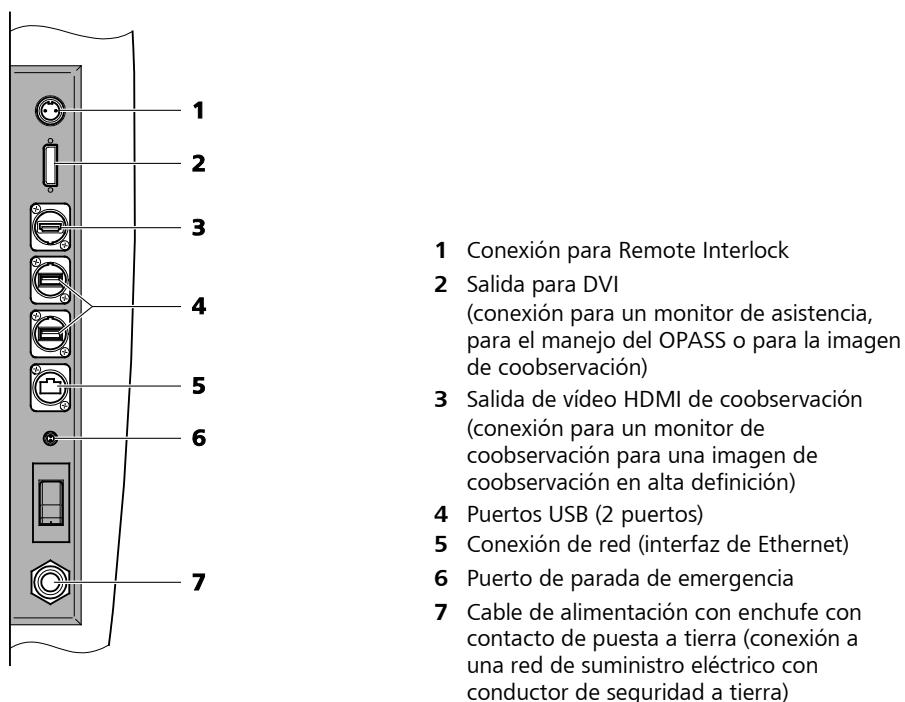 1
2
3
4
5
6
7
1 Conexión para Remote Interlock
2 Salida para DVI
(conexión para un monitor de asistencia,
para el manejo del OPASS o para la imagen
de coobservación)
3 Salida de vídeo HDMI de coobservación
(conexión para un monitor de
coobservación para una imagen de
coobservación en alta definición)
4 Puertos USB (2 puertos)
5 Conexión de red (interfaz de Ethernet)
6 Puerto de parada de emergencia
7 Cable de alimentación con enchufe con
contacto de puesta a tierra (conexión a
una red de suministro eléctrico con
conductor de seguridad a tierra)